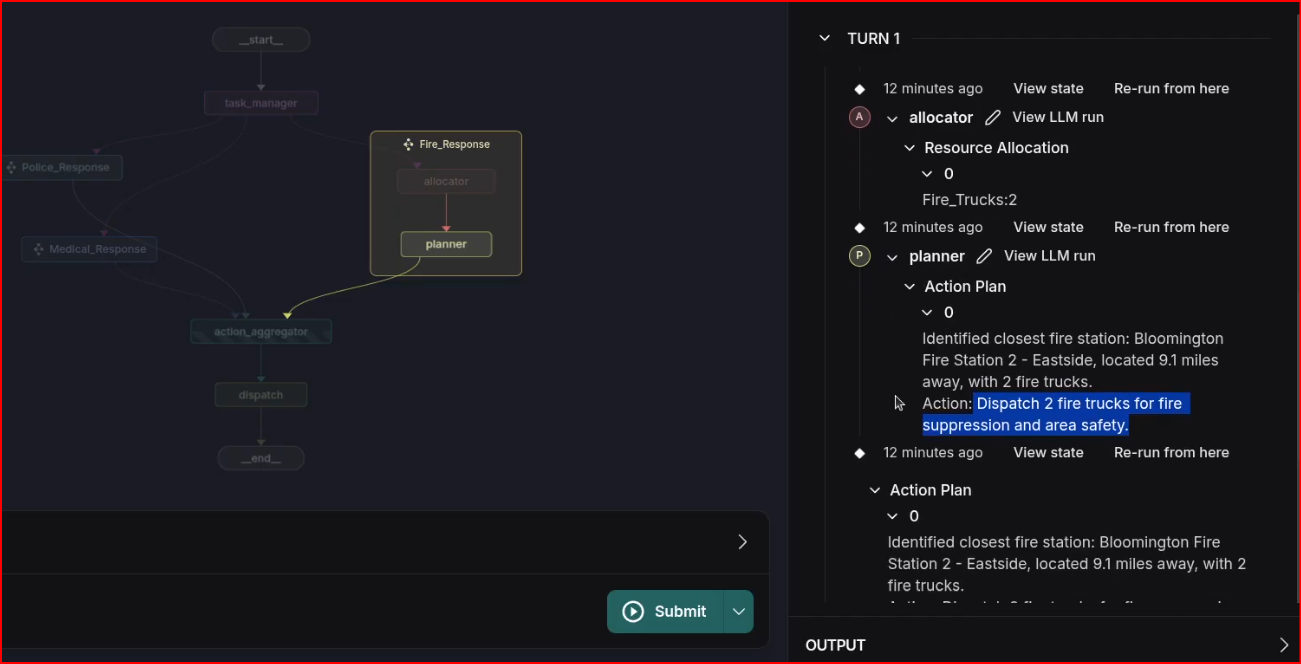 __start__
task_manager
Police_Response
Fire_Response
allocator
planner
Medical_Response
action_aggregator
dispatch
__end__
Submit
TURN 1
12 minutes ago View state Re-run from here
A allocator View LLM run
Resource Allocation
0
Fire_Trucks:2
12 minutes ago View state Re-run from here
P planner View LLM run
Action Plan
0
Identified closest fire station: Bloomington
Fire Station 2 - Eastside, located 9.1 miles
away, with 2 fire trucks.
Action: Dispatch 2 fire trucks for fire
suppression and area safety.
12 minutes ago View state Re-run from here
Action Plan
0
Identified closest fire station: Bloomington Fire
Station 2 - Eastside, located 9.1 miles away, with 2
fire trucks.
OUTPUT